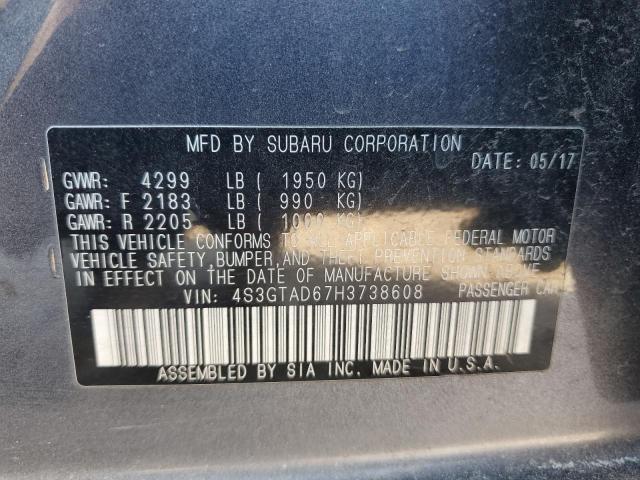 MFD BY SUBARU CORPORATION
DATE: 05/17
GVWR: 4299 LB ( 1950 KG)
GAWR: F 2183 LB ( 990 KG)
GAWR: R 2205 LB ( 1000 KG)
THIS VEHICLE CONFORMS TO ALL APPLICABLE FEDERAL MOTOR
VEHICLE SAFETY, BUMPER, AND THEFT PREVENTION STANDARDS
IN EFFECT ON THE DATE OF MANUFACTURE SHOWN ABOVE.
VIN: 4S3GTAD67H3738608 PASSENGER CAR
ASSEMBLED BY SIA INC. MADE IN U.S.A.